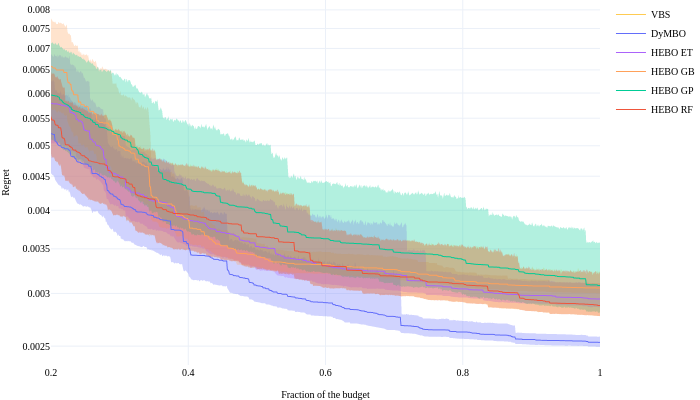 0.008
0.0075
0.007
0.0065
0.006
0.0055
0.005
0.0045
0.004
0.0035
0.003
0.0025
Regret
0.2
0.4
0.6
0.8
1
Fraction of the budget
VBS
DyMBO
HEBO ET
HEBO GB
HEBO GP
HEBO RF